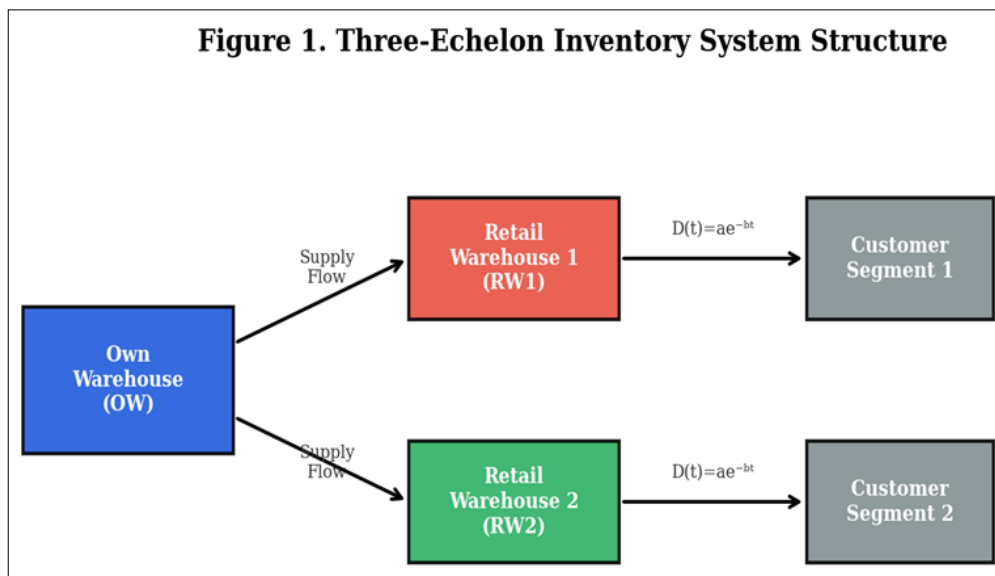 Figure 1. Three-Echelon Inventory System Structure
Supply
Flow
Retail
Warehouse 1
(RW1)
D(t)=ae⁻ᵇᵗ
Customer
Segment 1
Own
Warehouse
(OW)
Supply
Flow
Retail
Warehouse 2
(RW2)
D(t)=ae⁻ᵇᵗ
Customer
Segment 2